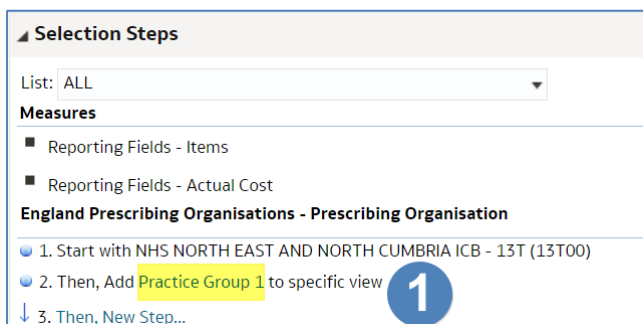 Selection Steps
List: ALL
Measures
Reporting Fields - Items
Reporting Fields - Actual Cost
England Prescribing Organisations - Prescribing Organisation
1. Start with NHS NORTH EAST AND NORTH CUMBRIA ICB - 13T (13T00)
2. Then, Add Practice Group 1 to specific view
1
3. Then, New Step...